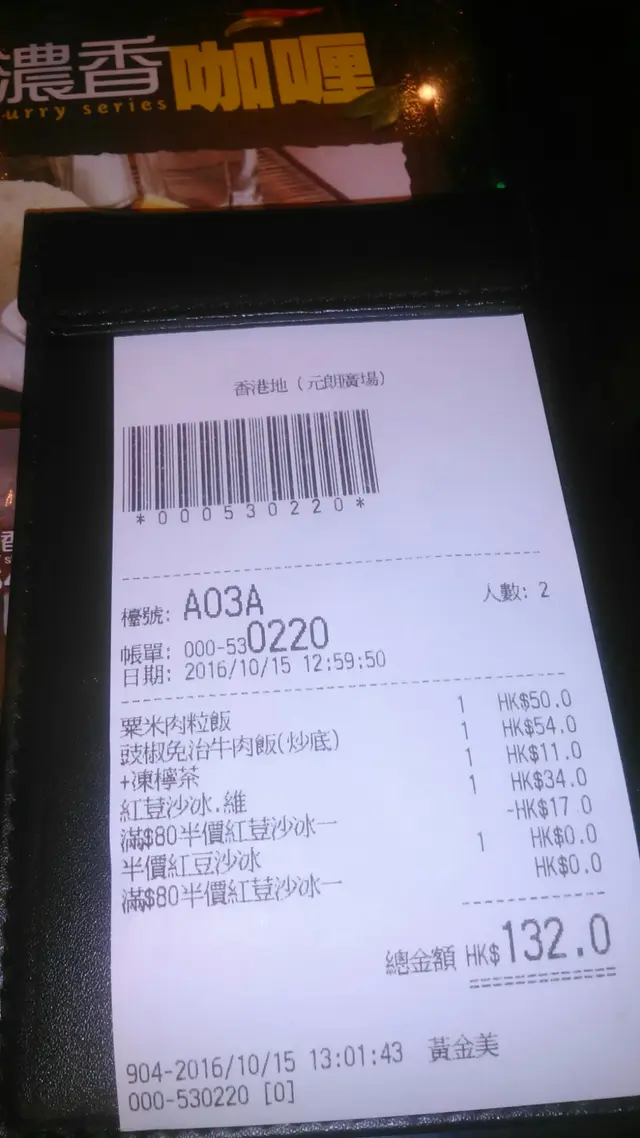 濃香咖喱
urry series
香港地（元朗廣場）
*000530220*
檯號: A03A 人數: 2
帳單: 000-530220
日期: 2016/10/15 12:59:50
粟米肉粒飯 1 HK$50.0
豉椒免治牛肉飯(炒底) 1 HK$54.0
+凍檸茶 1 HK$11.0
紅荳沙冰.維 1 HK$34.0
滿$80半價紅荳沙冰一 -HK$17 0
半價紅豆沙冰 1 HK$0.0
滿$80半價紅荳沙冰一 HK$0.0
總金額 HK$132.0
904-2016/10/15 13:01:43 黃金美
000-530220 [0]